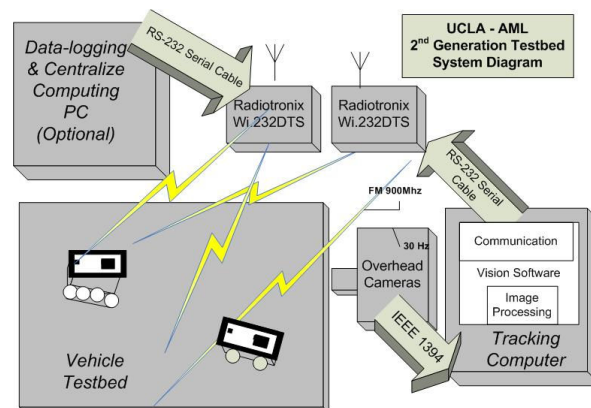 UCLA - AML
2nd Generation Testbed
System Diagram
Data-logging
& Centralize
Computing
PC
(Optional)
RS-232 Serial Cable
Radiotronix
Wi.232DTS
Radiotronix
Wi.232DTS
RS-232 Serial
Cable
FM 900Mhz
30 Hz
Overhead
Cameras
IEEE 1394
Communication
Vision Software
Image
Processing
Tracking
Computer
Vehicle
Testbed